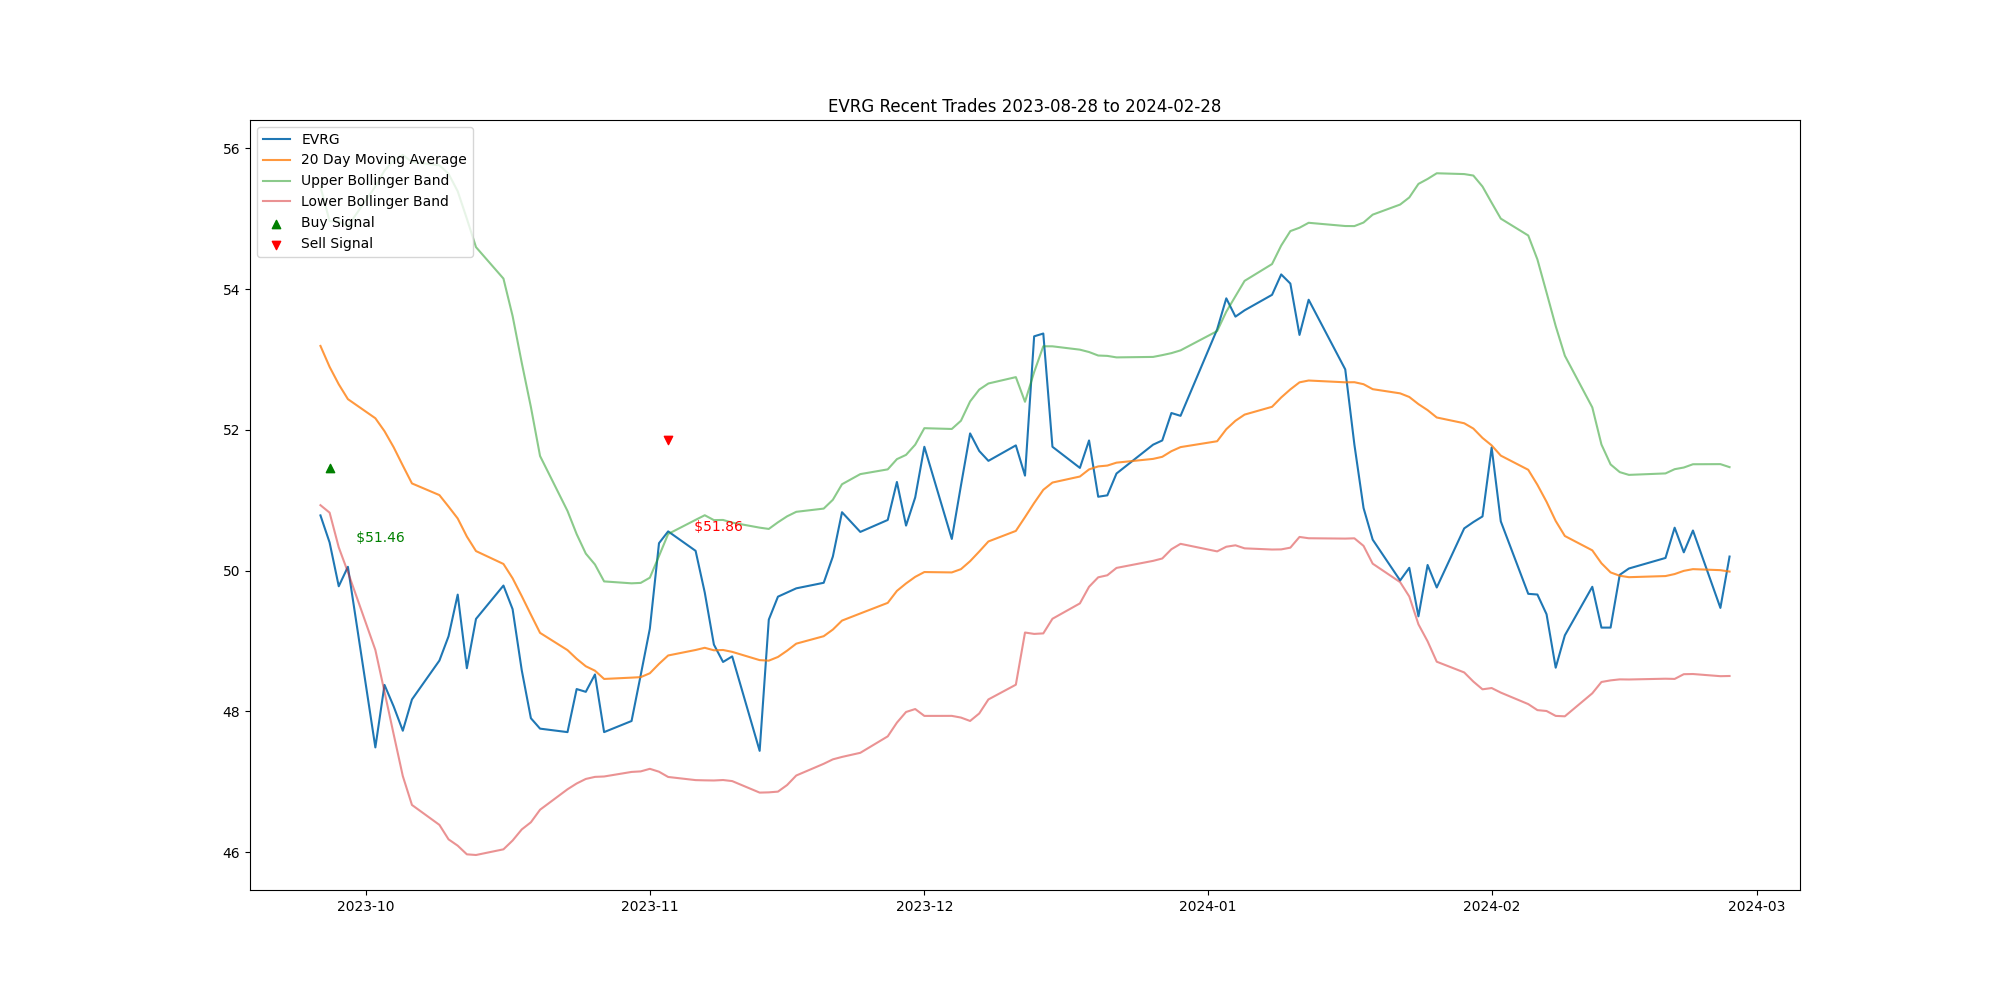 EVRG Recent Trades 2023-08-28 to 2024-02-28
EVRG
20 Day Moving Average
Upper Bollinger Band
Lower Bollinger Band
Buy Signal
Sell Signal
56
54
52
50
48
46
$51.46
$51.86
2023-10
2023-11
2023-12
2024-01
2024-02
2024-03